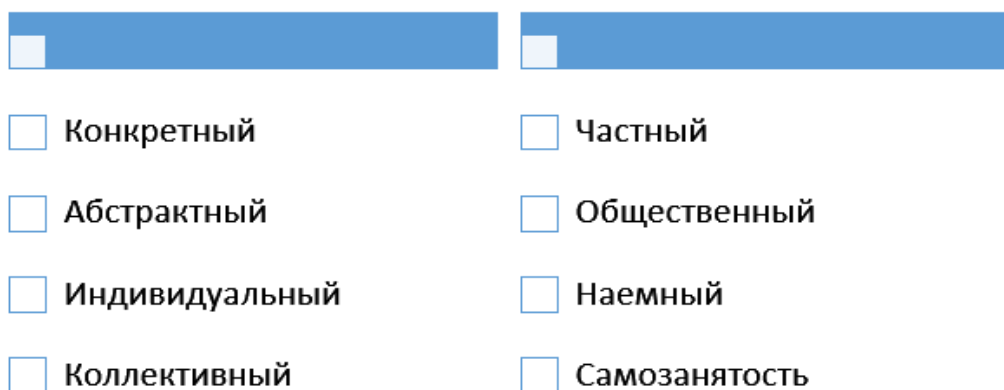 Конкретный
Абстрактный
Индивидуальный
Коллективный
Частный
Общественный
Наемный
Самозанятость